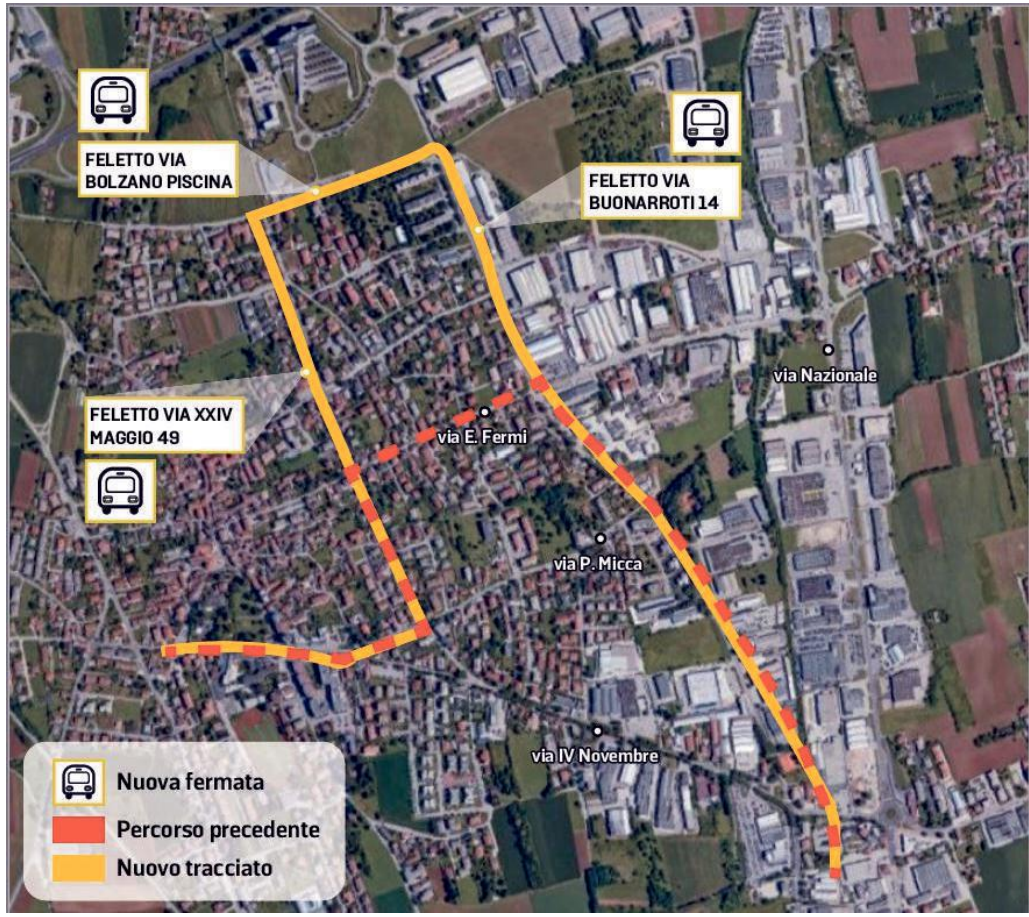 FELETTO VIA
BOLZANO PISCINA
FELETTO VIA
BUONARROTI 14
via Nazionale
FELETTO VIA XXIV
MAGGIO 49
via E. Fermi
via P. Micca
via IV Novembre
Nuova fermata
Percorso precedente
Nuovo tracciato